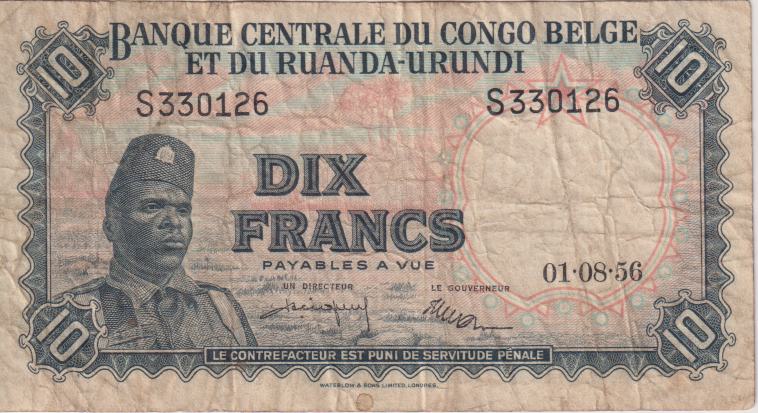 10 BANQUE CENTRALE DU CONGO BELGE 10
ET DU RUANDA-URUNDI
S330126 S330126
DIX
FRANCS
PAYABLES A VUE
01·08·56
UN DIRECTEUR LE GOUVERNEUR
10 10
LE CONTREFACTEUR EST PUNI DE SERVITUDE PÉNALE
WATERLOW & SONS LIMITED, LONDRES.